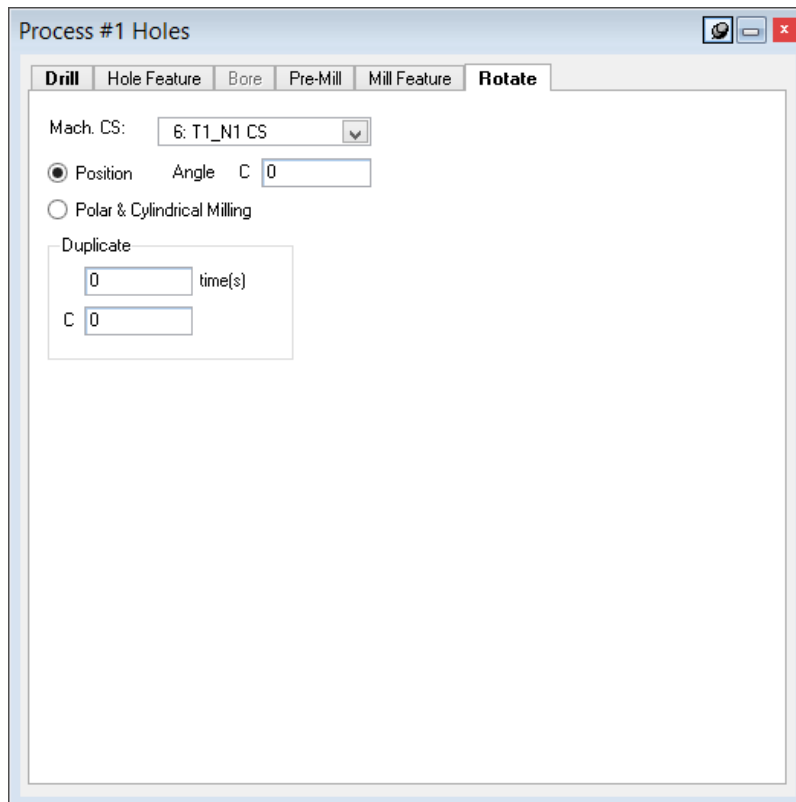 Process #1 Holes
x
Drill Hole Feature Bore Pre-Mill Mill Feature Rotate
Mach. CS: 6: T1_N1 CS
Position Angle C 0
Polar & Cylindrical Milling
Duplicate
0 time(s)
C 0